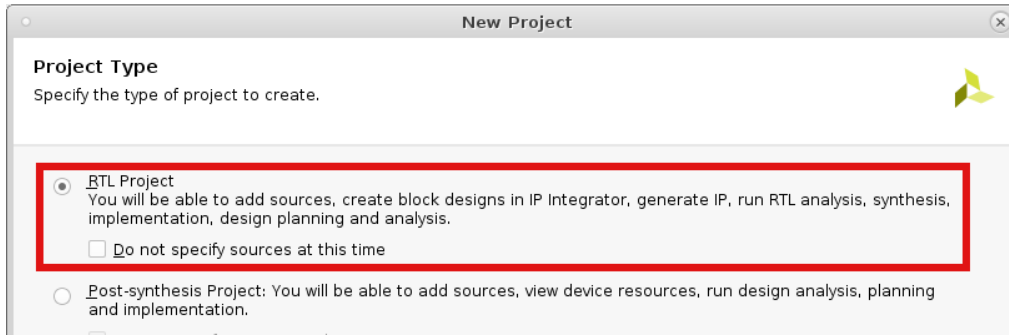 New Project
Project Type
Specify the type of project to create.
RTL Project
You will be able to add sources, create block designs in IP Integrator, generate IP, run RTL analysis, synthesis,
implementation, design planning and analysis.
Do not specify sources at this time
Post-synthesis Project: You will be able to add sources, view device resources, run design analysis, planning
and implementation.